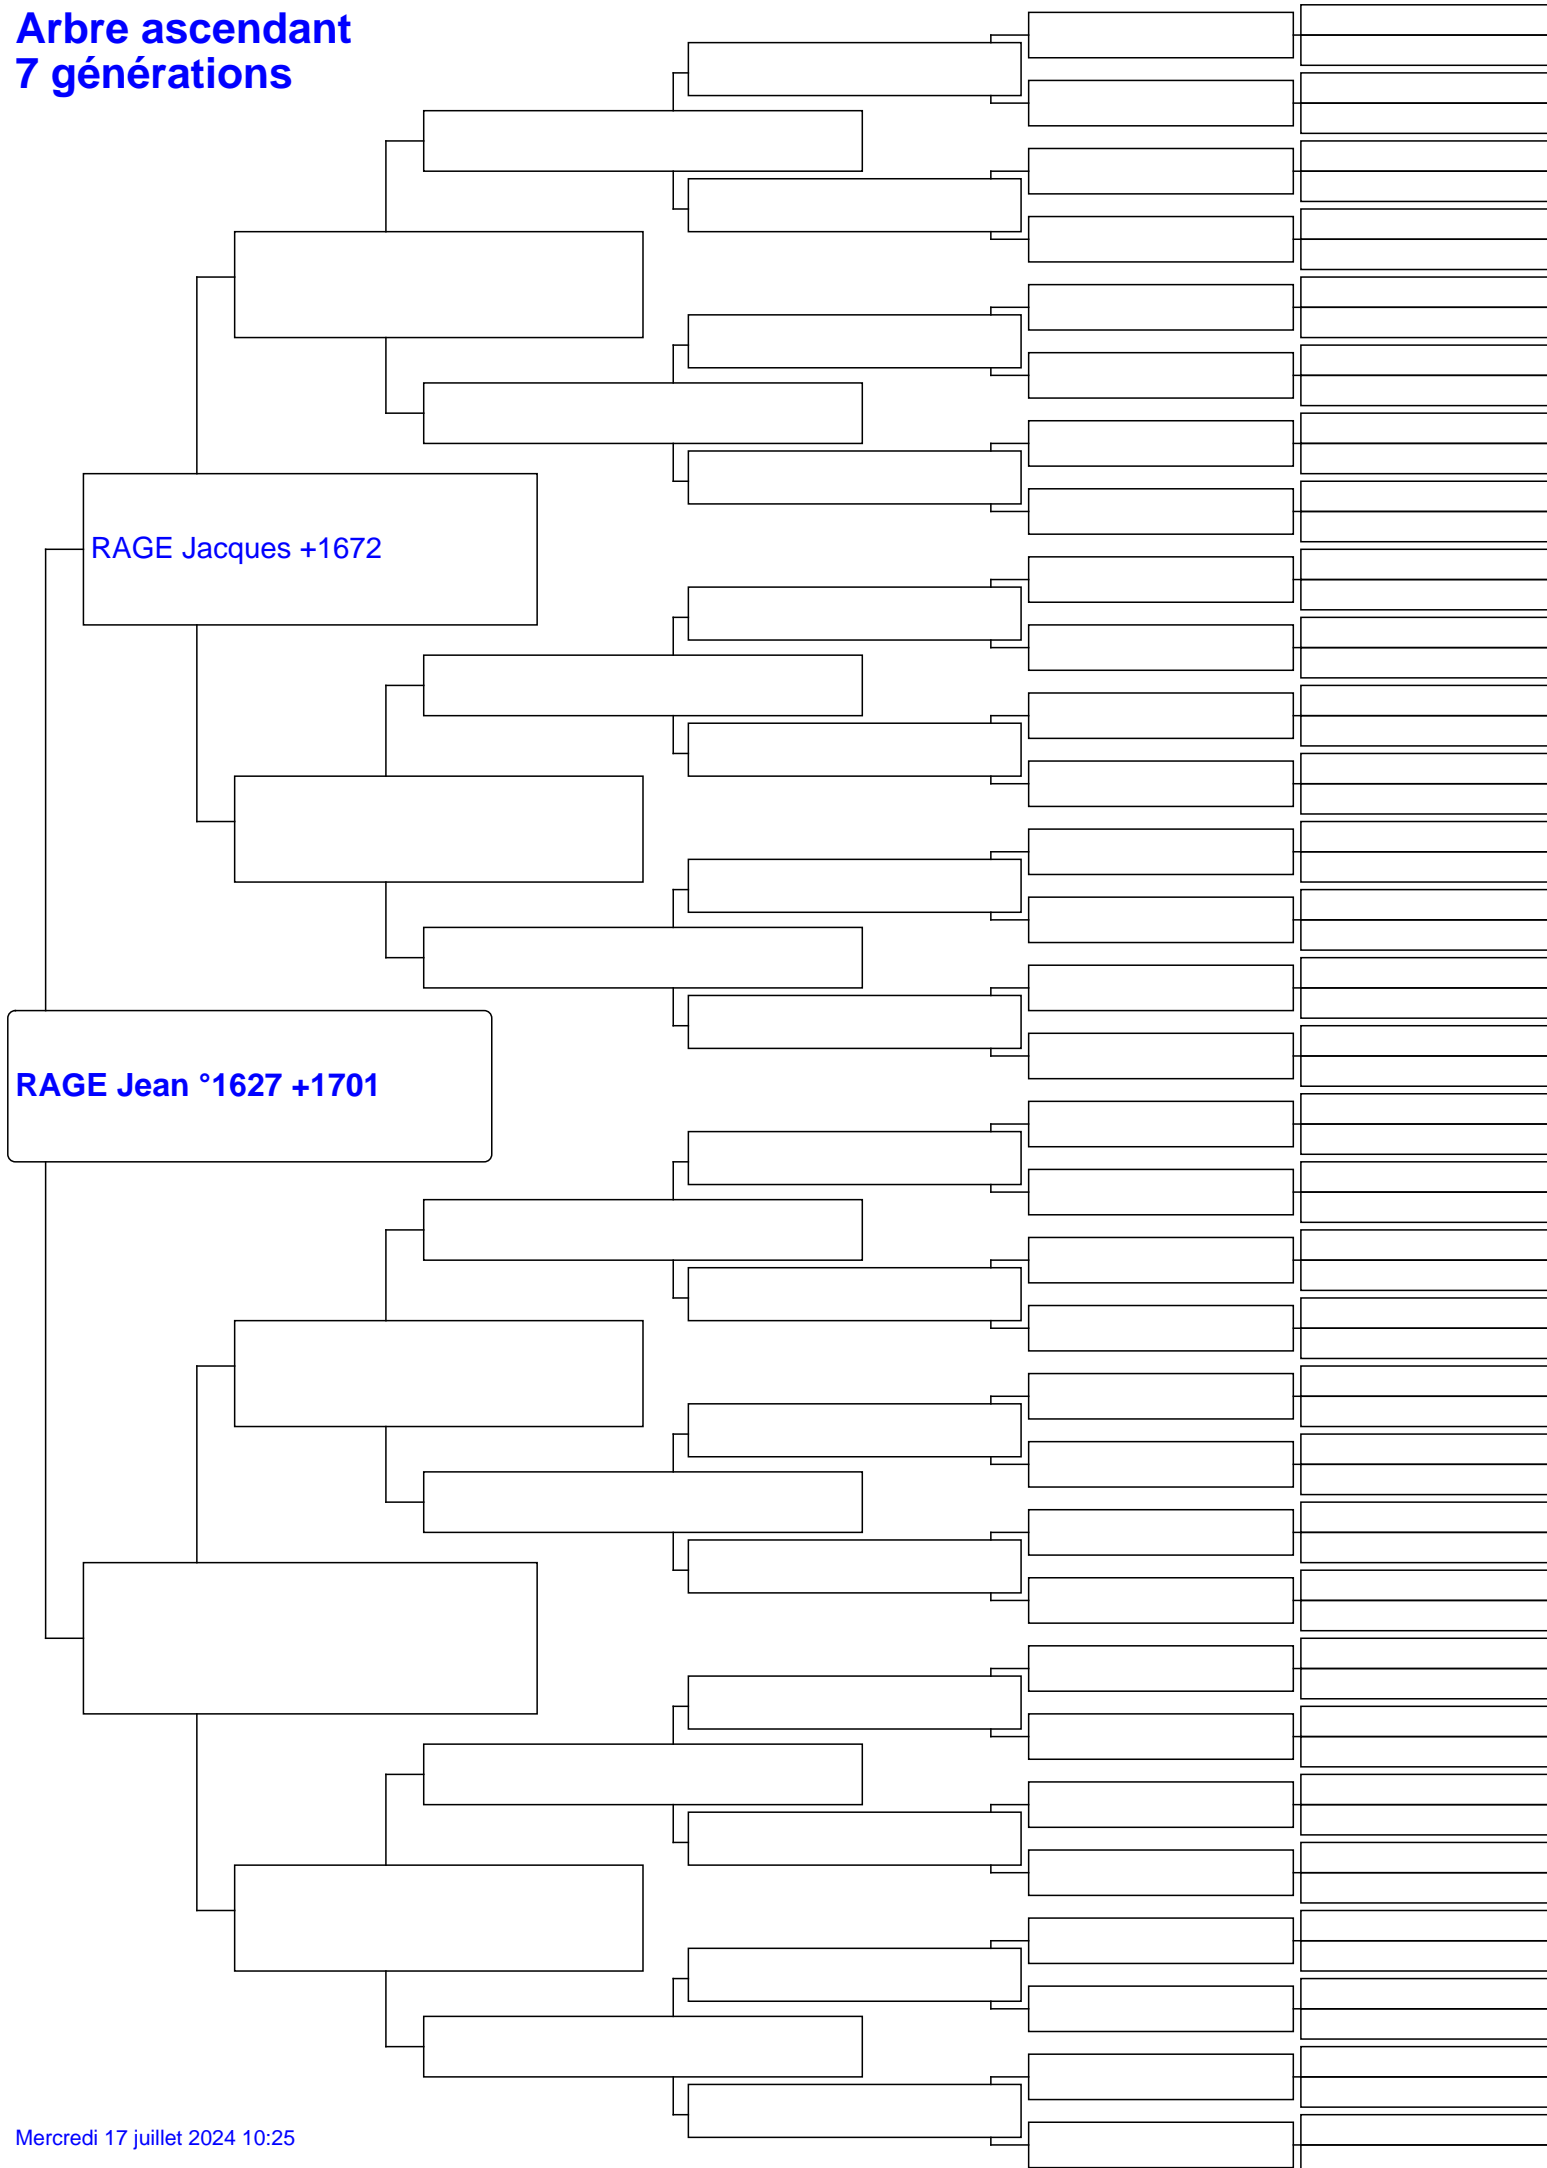 Arbre ascendant
7 générations
RAGE Jacques +1672
RAGE Jean °1627 +1701
Mercredi 17 juillet 2024 10:25